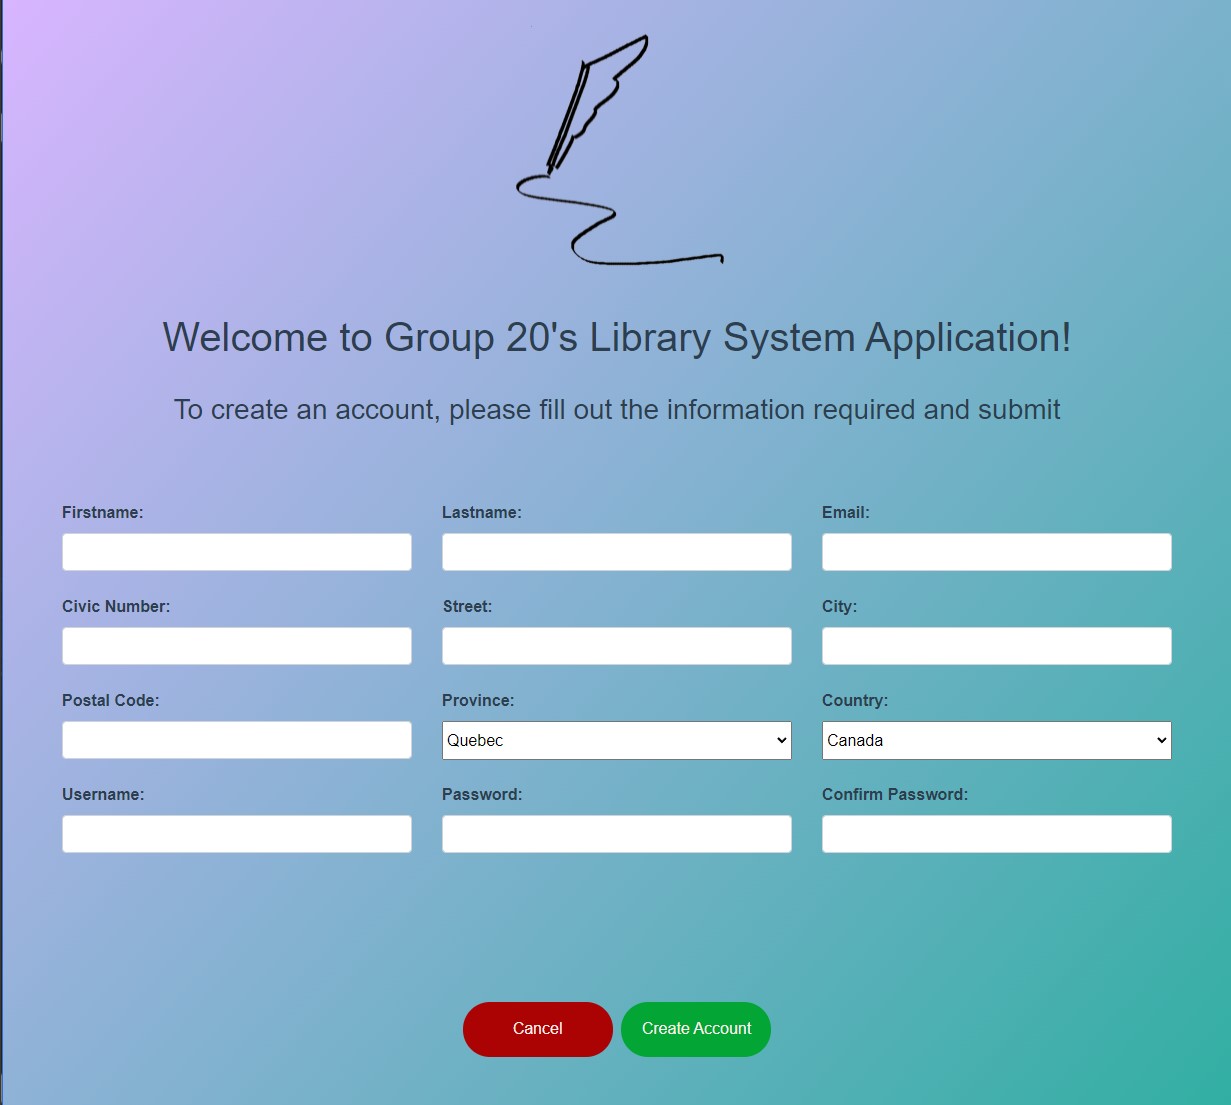 Welcome to Group 20's Library System Application!
To create an account, please fill out the information required and submit
Firstname: Lastname: Email:
Civic Number: Street: City:
Postal Code: Province: Country:
Quebec Canada
Username: Password: Confirm Password:
Cancel Create Account